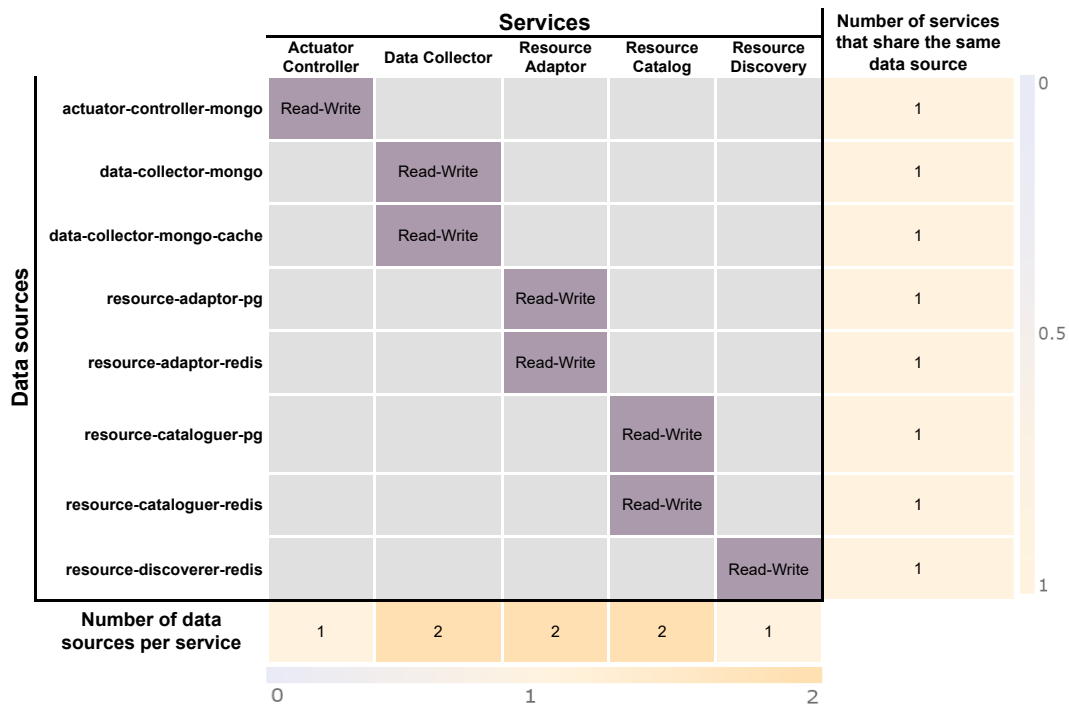 Services
Number of services
that share the same
data source
Actuator
Controller
Data Collector
Resource
Adaptor
Resource
Catalog
Resource
Discovery
0
Data sources
actuator-controller-mongo
Read-Write
1
data-collector-mongo
Read-Write
1
data-collector-mongo-cache
Read-Write
1
resource-adaptor-pg
Read-Write
1
0.5
resource-adaptor-redis
Read-Write
1
resource-cataloguer-pg
Read-Write
1
resource-cataloguer-redis
Read-Write
1
resource-discoverer-redis
Read-Write
1
1
Number of data
sources per service
1 2 2 2 1
0 1 2